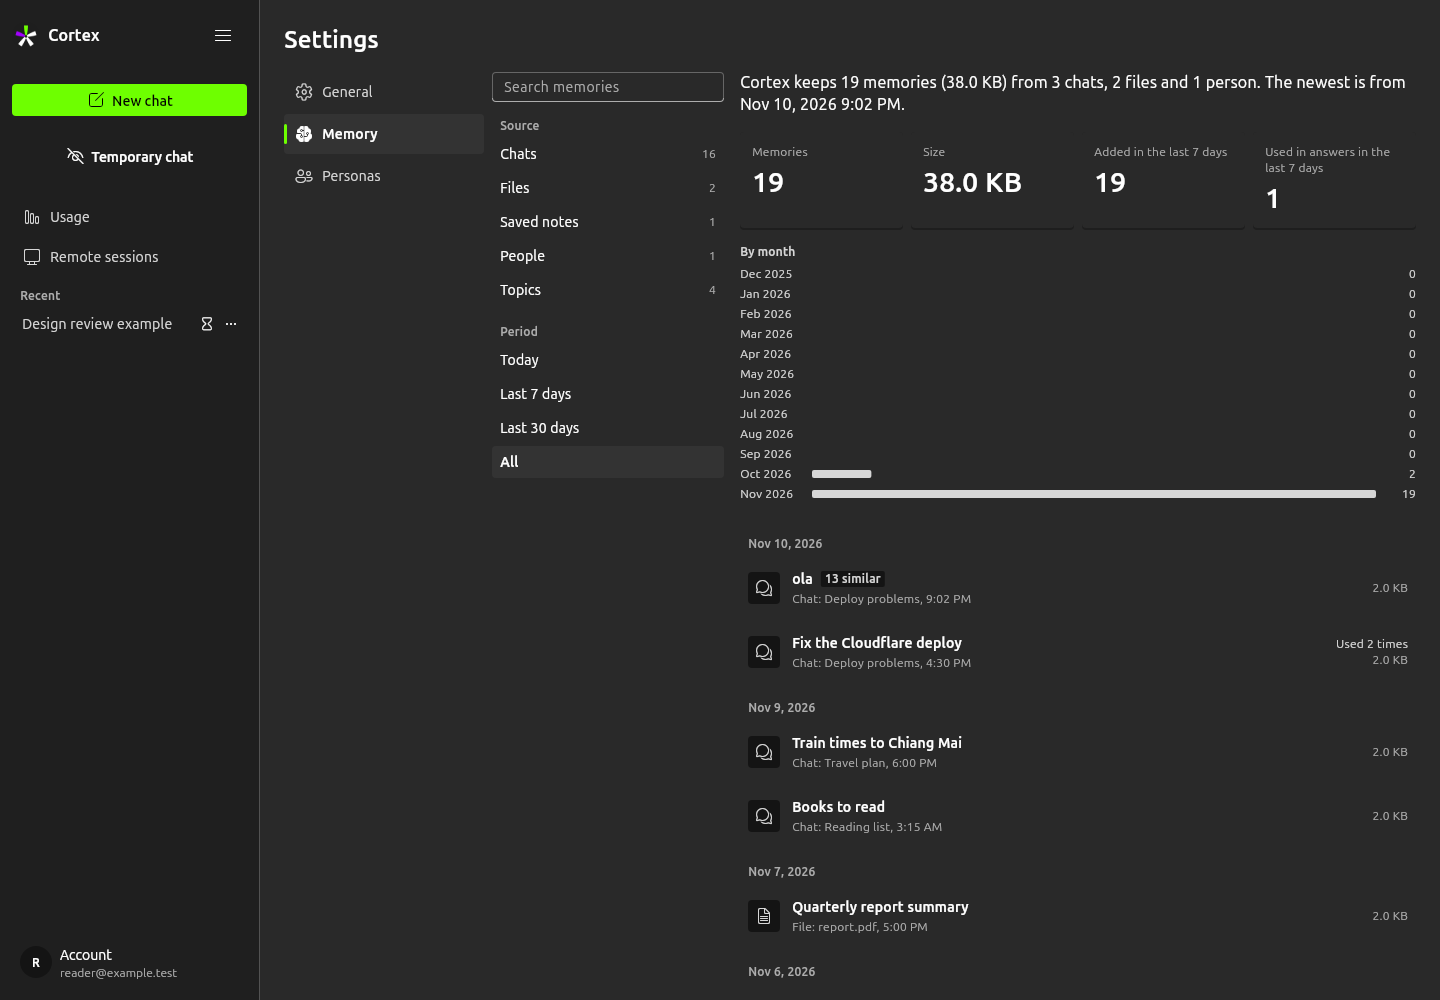 Cortex
New chat
Temporary chat
Usage
Remote sessions
Recent
Design review example
R
Account
reader@example.test
Settings
General
Memory
Personas
Search memories
Source
Chats 16
Files 2
Saved notes 1
People 1
Topics 4
Period
Today
Last 7 days
Last 30 days
All
Cortex keeps 19 memories (38.0 KB) from 3 chats, 2 files and 1 person. The newest is from
Nov 10, 2026 9:02 PM.
Memories
19
Size
38.0 KB
Added in the last 7 days
19
Used in answers in the
last 7 days
1
By month
Dec 2025 0
Jan 2026 0
Feb 2026 0
Mar 2026 0
Apr 2026 0
May 2026 0
Jun 2026 0
Jul 2026 0
Aug 2026 0
Sep 2026 0
Oct 2026 2
Nov 2026 19
Nov 10, 2026
ola 13 similar
Chat: Deploy problems, 9:02 PM
2.0 KB
Fix the Cloudflare deploy
Chat: Deploy problems, 4:30 PM
Used 2 times
2.0 KB
Nov 9, 2026
Train times to Chiang Mai
Chat: Travel plan, 6:00 PM
2.0 KB
Books to read
Chat: Reading list, 3:15 AM
2.0 KB
Nov 7, 2026
Quarterly report summary
File: report.pdf, 5:00 PM
2.0 KB
Nov 6, 2026